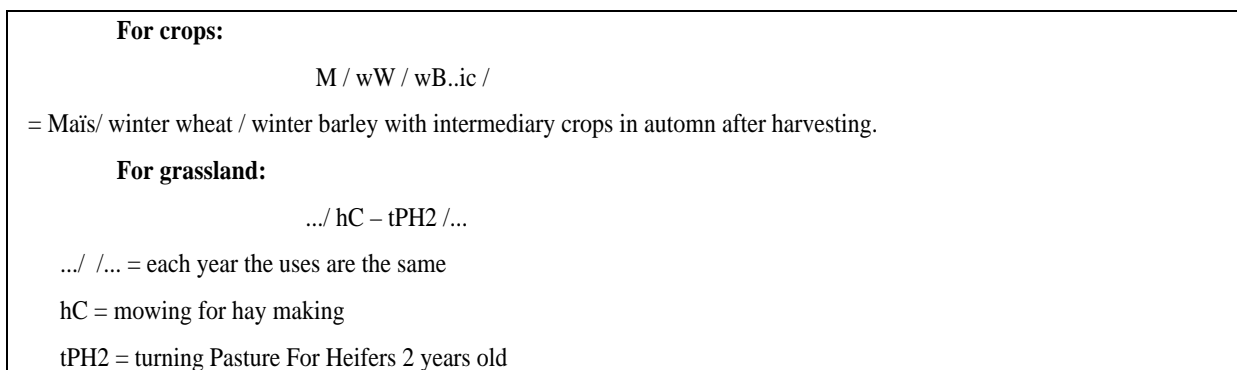 For crops:
M / wW / wB..ic /
= Maïs/ winter wheat / winter barley with intermediary crops in automn after harvesting.
For grassland:
.../ hC – tPH2 /...
.../ /... = each year the uses are the same
hC = mowing for hay making
tPH2 = turning Pasture For Heifers 2 years old